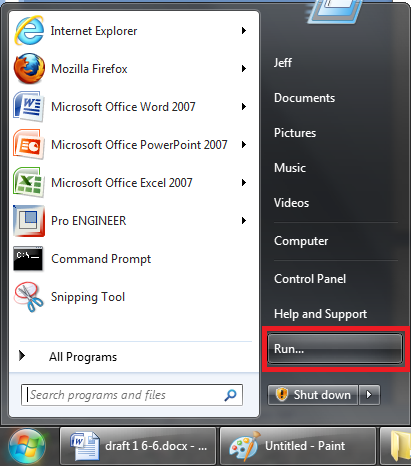 Internet Explorer
Mozilla Firefox
Microsoft Office Word 2007
Microsoft Office PowerPoint 2007
Microsoft Office Excel 2007
Pro ENGINEER
Command Prompt
Snipping Tool
All Programs
Search programs and files
Jeff
Documents
Pictures
Music
Videos
Computer
Control Panel
Help and Support
Run...
Shut down
draft 1 6-6.docx - ...
Untitled - Paint